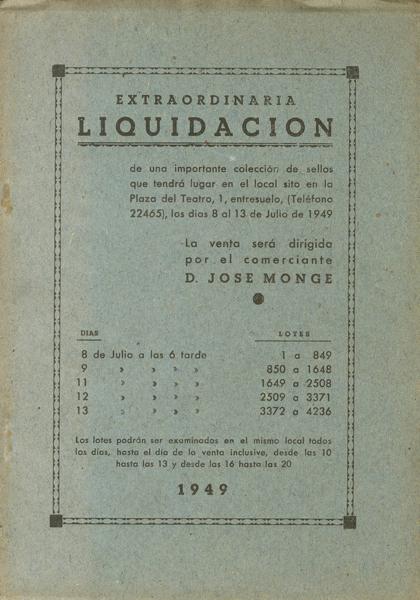 EXTRAORDINARIA
LIQUIDACION
de una importante colección de sellos
que tendrá lugar en el local sito en la
Plaza del Teatro, 1, entresuelo, (Teléfono
22465), los días 8 al 13 de Julio de 1949
La venta será dirigida
por el comerciante
D. JOSE MONGE
DIAS LOTES
8 de Julio a las 6 tarde 1 a 849
9 » » » » 850 a 1648
11 » » » » 1649 a 2508
12 » » » » 2509 a 3371
13 » » » » 3372 a 4236
Los lotes podrán ser examinados en el mismo local todos
los días, hasta el día de la venta inclusive, desde las 10
hasta las 13 y desde las 16 hasta las 20
1949